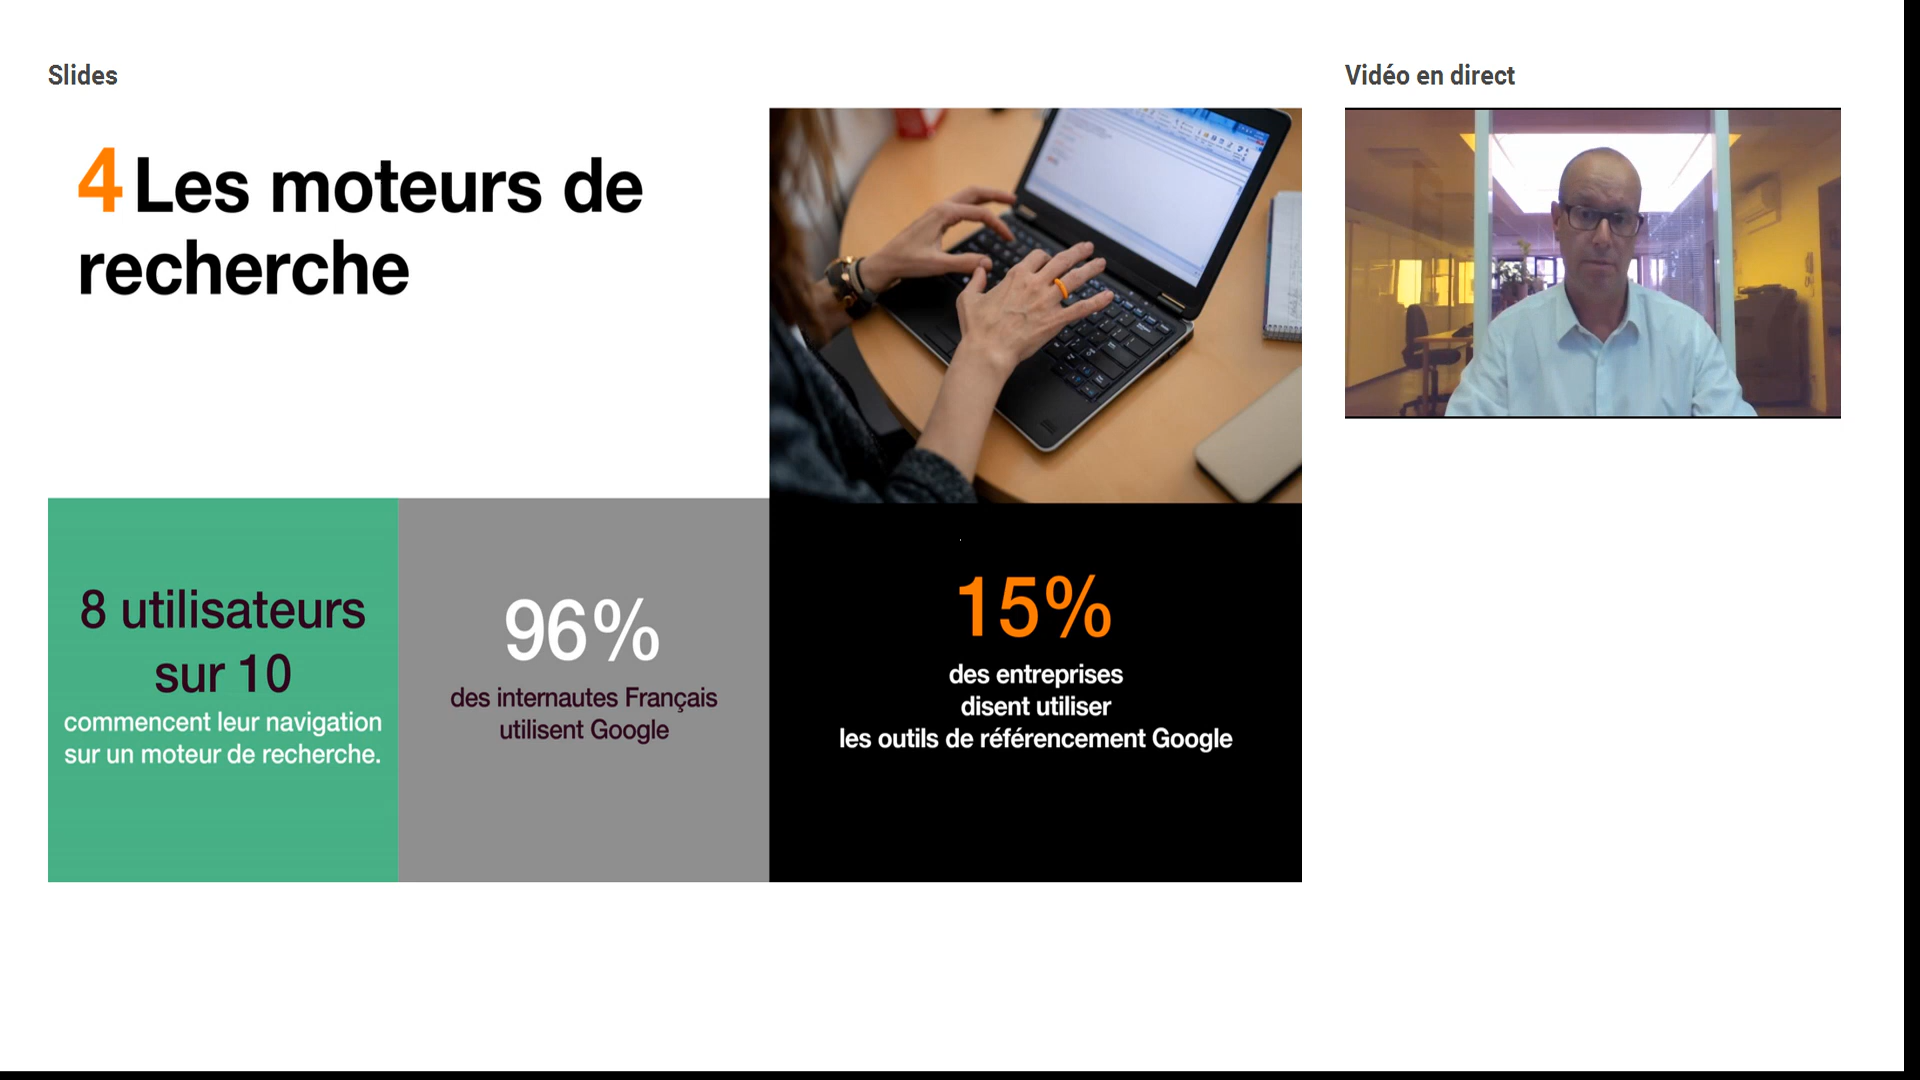 Slides
Vidéo en direct
4 Les moteurs de
recherche
8 utilisateurs
sur 10
commencent leur navigation
sur un moteur de recherche.
96%
des internautes Français
utilisent Google
15%
des entreprises
disent utiliser
les outils de référencement Google